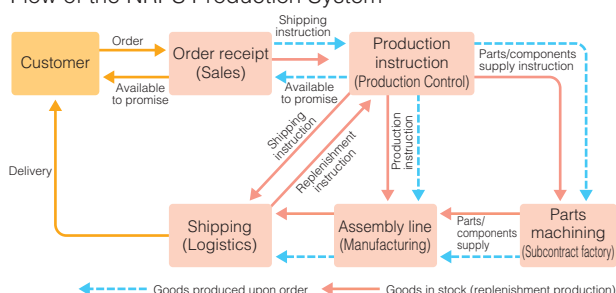 Flow of the NHPS Production System
Shipping
instruction
Order
Customer
Order receipt
(Sales)
Production
instruction
(Production Control)
Parts/components
supply instruction
Available
to promise
Available
to promise
Shipping
instruction
Replenishment
instruction
Production
instruction
Delivery
Shipping
(Logistics)
Assembly line
(Manufacturing)
Parts/
components
supply
Parts
machining
(Subcontract factory)
Goods produced upon order
Goods in stock (replenishment production)